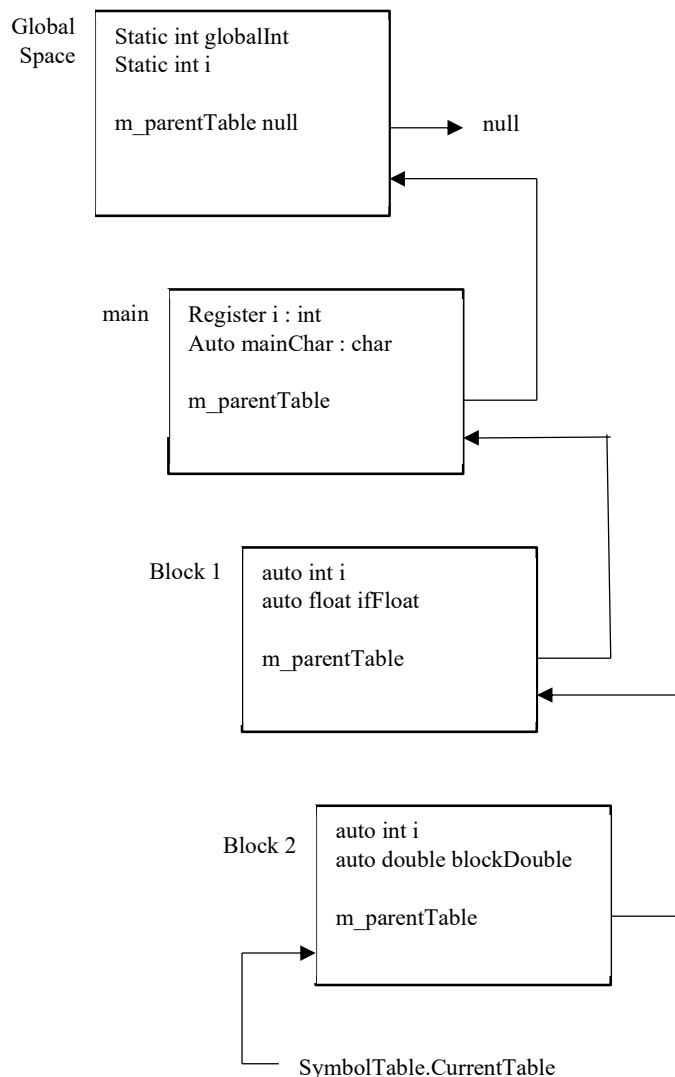 Global
Space
Static int globalInt
Static int i
m_parentTable null
null
main
Register i : int
Auto mainChar : char
m_parentTable
Block 1
auto int i
auto float ifFloat
m_parentTable
Block 2
auto int i
auto double blockDouble
m_parentTable
SymbolTable.CurrentTable